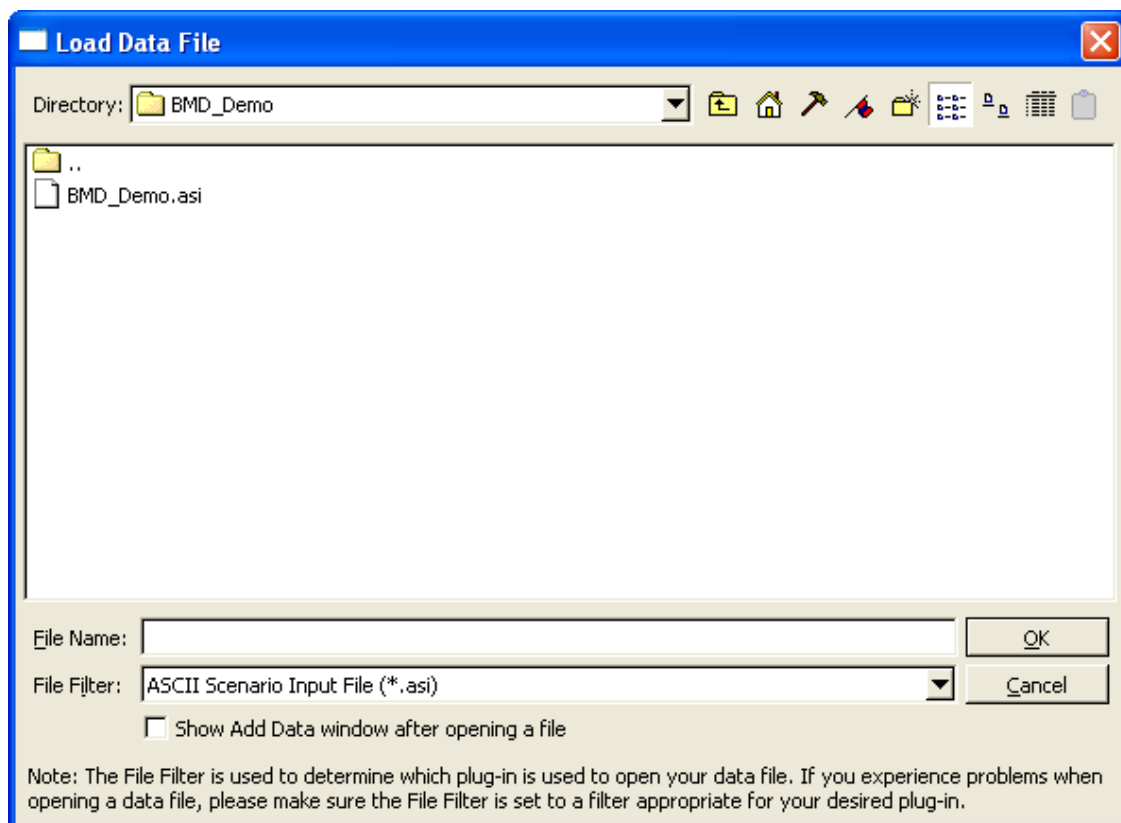 Load Data File
Directory: BMD_Demo
..
BMD_Demo.asi
File Name: OK
File Filter: ASCII Scenario Input File (*.asi) Cancel
Show Add Data window after opening a file
Note: The File Filter is used to determine which plug-in is used to open your data file. If you experience problems when
opening a data file, please make sure the File Filter is set to a filter appropriate for your desired plug-in.